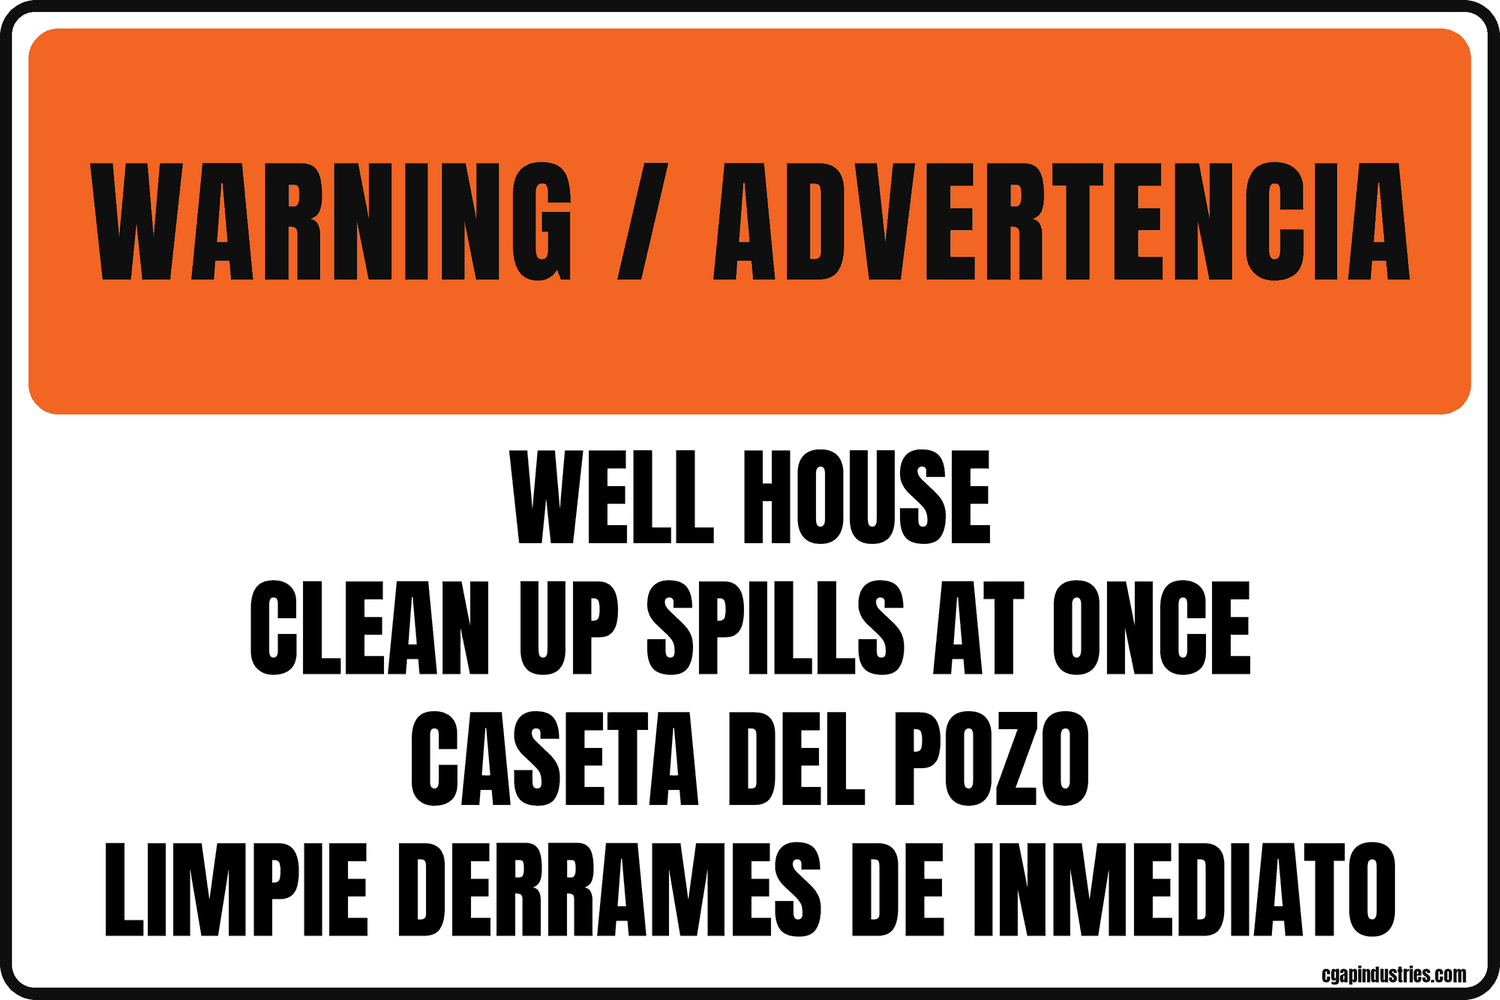 WARNING / ADVERTENCIA
WELL HOUSE
CLEAN UP SPILLS AT ONCE
CASETA DEL POZO
LIMPIE DERRAMES DE INMEDIATO
cgapindustries.com